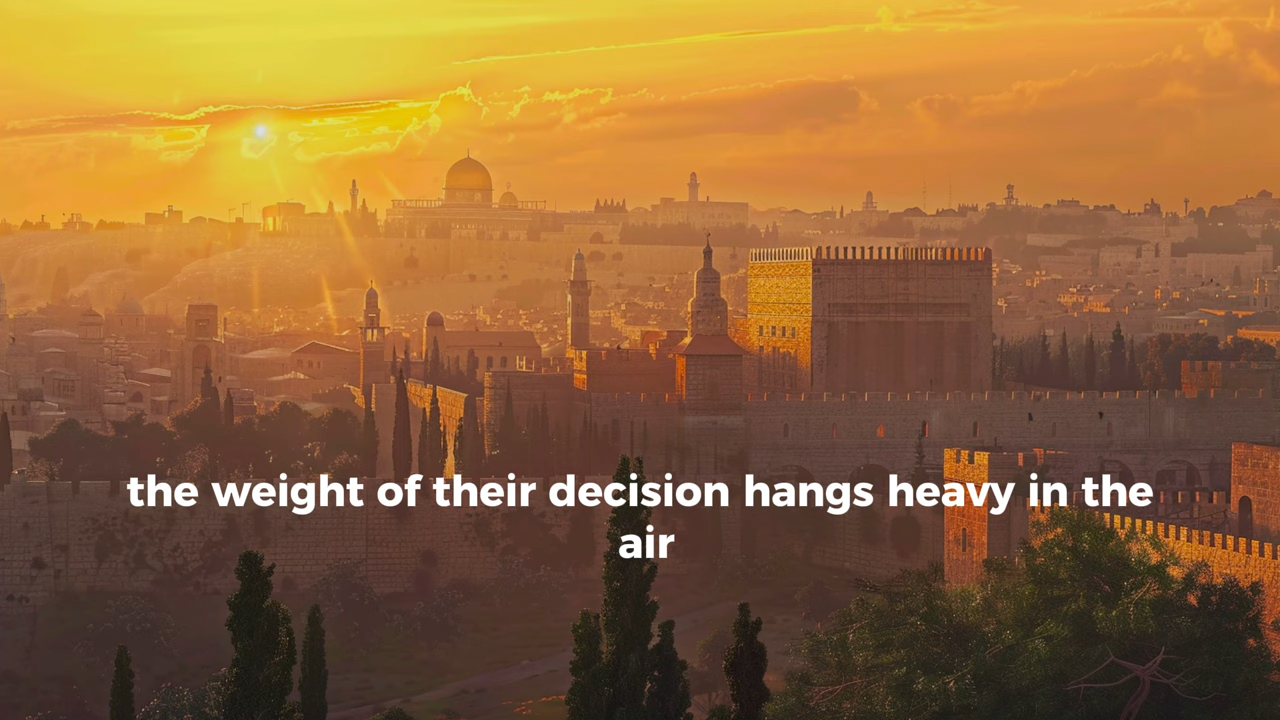 the weight of their decision hangs heavy in the
air